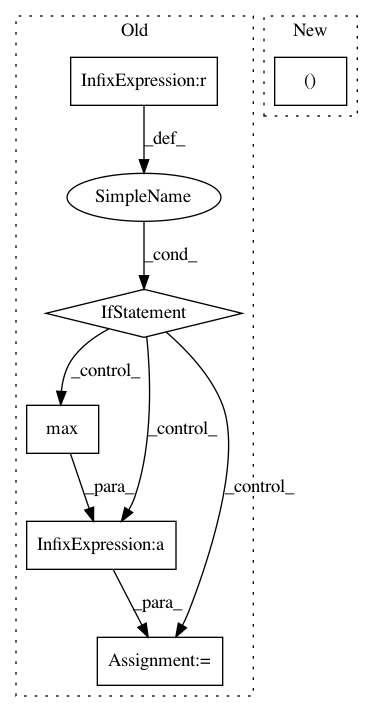 Old
New
InfixExpression:r
()
_def_
SimpleName
_cond_
IfStatement
_control_
max
_control_
_para_
_control_
InfixExpression:a
_para_
Assignment:=